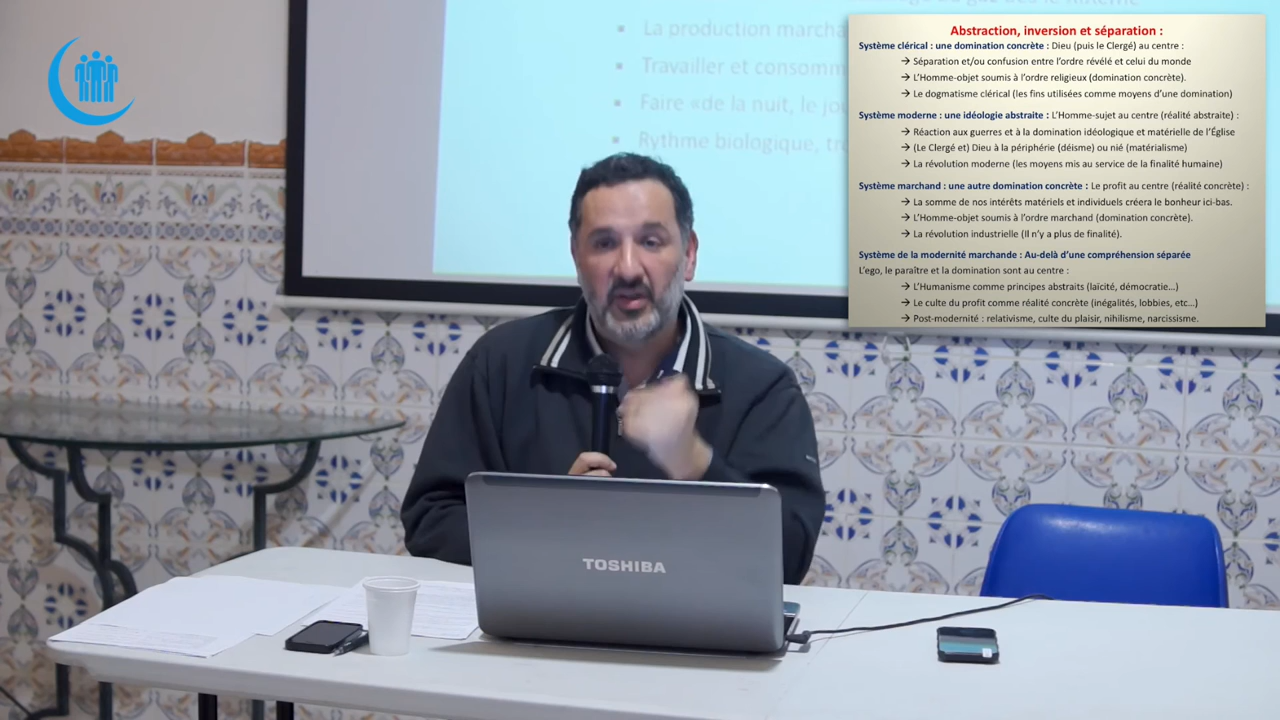 La production marcha
Travailler et consomm
Faire «de la nuit, le jou
Rythme biologique, tra
Abstraction, inversion et séparation :
Système clérical : une domination concrète : Dieu (puis le Clergé) au centre :
→ Séparation et/ou confusion entre l'ordre révélé et celui du monde
→ L'Homme-objet soumis à l'ordre religieux (domination concrète).
→ Le dogmatisme clérical (les fins utilisées comme moyens d'une domination)
Système moderne : une idéologie abstraite : L'Homme-sujet au centre (réalité abstraite) :
→ Réaction aux guerres et à la domination idéologique et matérielle de l'Église
→ (Le Clergé et) Dieu à la périphérie (déisme) ou nié (matérialisme)
→ La révolution moderne (les moyens mis au service de la finalité humaine)
Système marchand : une autre domination concrète : Le profit au centre (réalité concrète) :
→ La somme de nos intérêts matériels et individuels créera le bonheur ici-bas.
→ L'Homme-objet soumis à l'ordre marchand (domination concrète).
→ La révolution industrielle (Il n'y a plus de finalité).
Système de la modernité marchande : Au-delà d'une compréhension séparée
L'ego, le paraître et la domination sont au centre :
→ L'Humanisme comme principes abstraits (laïcité, démocratie…)
→ Le culte du profit comme réalité concrète (inégalités, lobbies, etc…)
→ Post-modernité : relativisme, culte du plaisir, nihilisme, narcissisme.
TOSHIBA